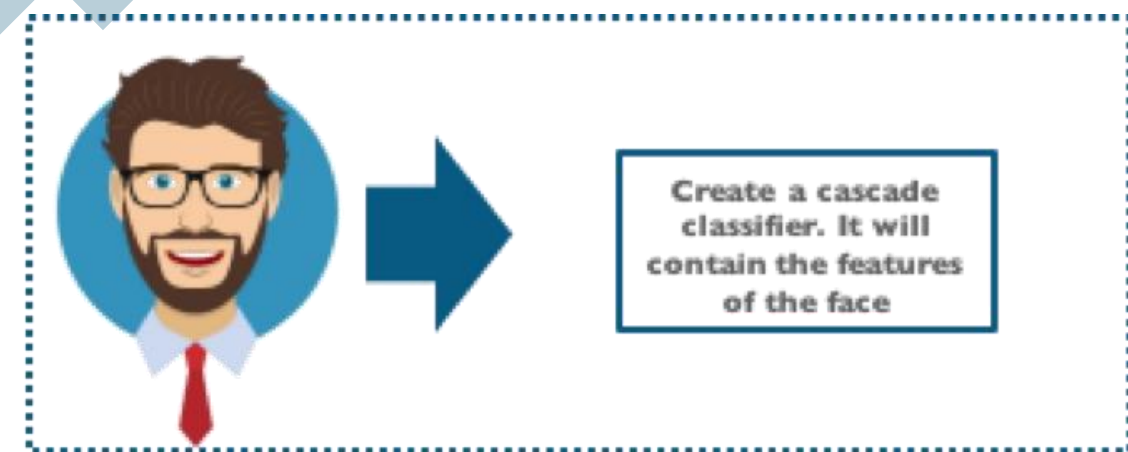 Create a cascade
classifier. It will
contain the features
of the face